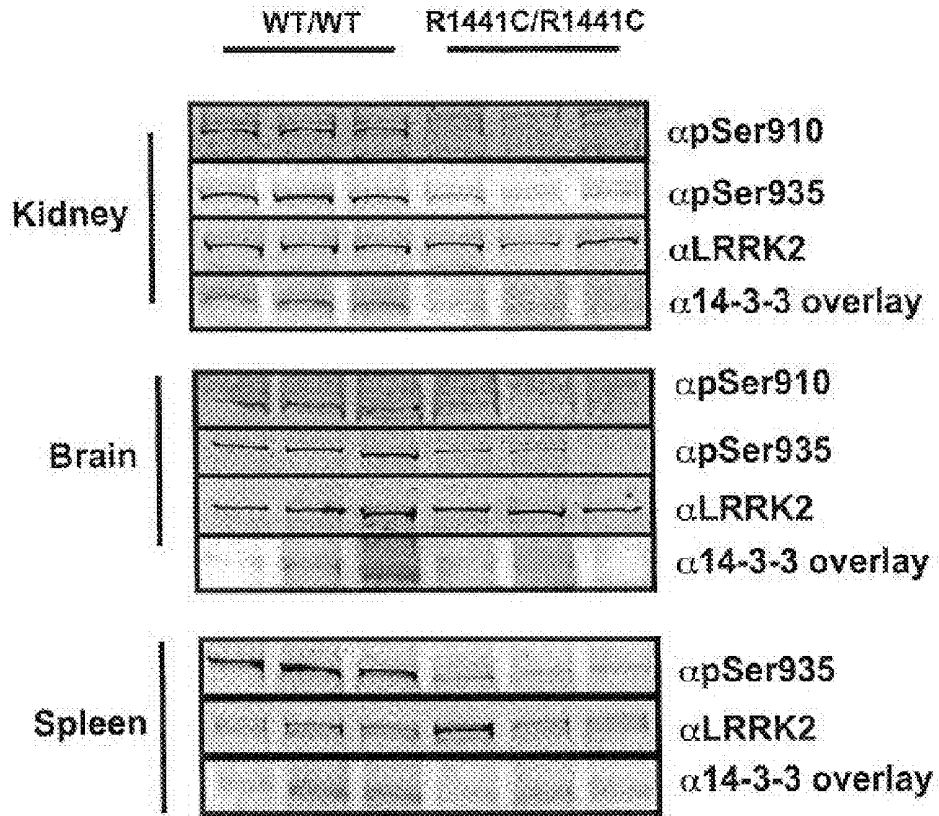 WT/WT R1441C/R1441C
Kidney
αpSer910
αpSer935
αLRRK2
α14-3-3 overlay
Brain
αpSer910
αpSer935
αLRRK2
α14-3-3 overlay
Spleen
αpSer935
αLRRK2
α14-3-3 overlay